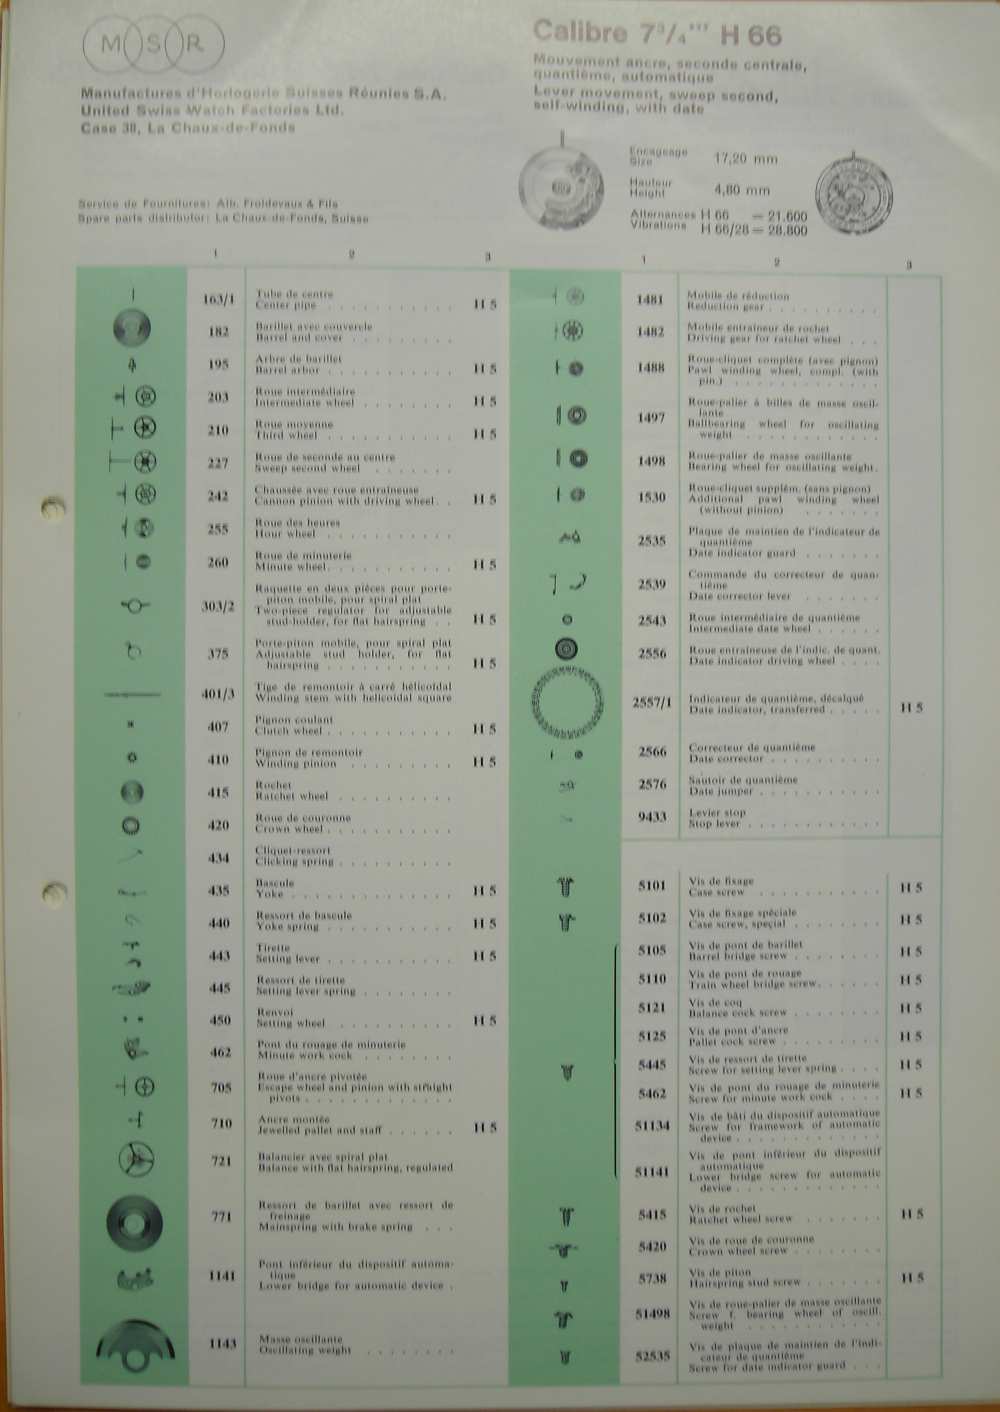 MSR
Manufactures d'Horlogerie Suisses Réunies S.A.
United Swiss Watch Factories Ltd.
Case 30, La Chaux-de-Fonds
Service de Fournitures: Alb. Froidevaux & Fils
Spare parts distributor: La Chaux-de-Fonds, Suisse
Calibre 7 3/4''' H 66
Mouvement ancre, seconde centrale,
quantième, automatique
Lever movement, sweep second,
self-winding, with date
Encageage
Size 17,20 mm
Hauteur
Height 4,80 mm
Alternances H 66 = 21.600
Vibrations H 66/28 = 28.800
1 2 3
163/1 Tube de centre
Center pipe . . . . . . . . . . . H 5
182 Barillet avec couvercle
Barrel and cover . . . . . . . . .
195 Arbre de barillet
Barrel arbor . . . . . . . . . . . H 5
203 Roue intermédiaire
Intermediate wheel . . . . . . . . H 5
210 Roue moyenne
Third wheel . . . . . . . . . . . H 5
227 Roue de seconde au centre
Sweep second wheel . . . . . . .
242 Chaussée avec roue entraîneuse
Cannon pinion with driving wheel . . H 5
255 Roue des heures
Hour wheel . . . . . . . . . . . .
260 Roue de minuterie
Minute wheel . . . . . . . . . . . H 5
303/2 Raquette en deux pièces pour porte-
piton mobile, pour spiral plat
Two-piece regulator for adjustable
stud-holder, for flat hairspring . . H 5
375 Porte-piton mobile, pour spiral plat
Adjustable stud holder, for flat
hairspring . . . . . . . . . . . H 5
401/3 Tige de remontoir à carré hélicoïdal
Winding stem with helicoidal square
407 Pignon coulant
Clutch wheel . . . . . . . . . . . H 5
410 Pignon de remontoir
Winding pinion . . . . . . . . . H 5
415 Rochet
Ratchet wheel . . . . . . . . . .
420 Roue de couronne
Crown wheel . . . . . . . . . . .
434 Cliquet-ressort
Clicking spring . . . . . . . . . .
435 Bascule
Yoke . . . . . . . . . . . . . . H 5
440 Ressort de bascule
Yoke spring . . . . . . . . . . . H 5
443 Tirette
Setting lever . . . . . . . . . . . H 5
445 Ressort de tirette
Setting lever spring . . . . . . . .
450 Renvoi
Setting wheel . . . . . . . . . . H 5
462 Pont du rouage de minuterie
Minute work cock . . . . . . . .
705 Roue d'ancre pivotée
Escape wheel and pinion with straight
pivots . . . . . . . . . . . . .
710 Ancre montée
Jewelled pallet and staff . . . . . . H 5
721 Balancier avec spiral plat
Balance with flat hairspring, regulated
771 Ressort de barillet avec ressort de
freinage
Mainspring with brake spring . . .
1141 Pont inférieur du dispositif automa-
tique
Lower bridge for automatic device .
1143 Masse oscillante
Oscillating weight . . . . . . . .
1 2 3
1481 Mobile de réduction
Reduction gear . . . . . . . . . .
1482 Mobile entraîneur de rochet
Driving gear for ratchet wheel . . .
1488 Roue-cliquet complète (avec pignon)
Pawl winding wheel, compl. (with
pin.) . . . . . . . . . . . . .
1497 Roue-palier à billes de masse oscil-
lante
Ballbearing wheel for oscillating
weight . . . . . . . . . . . .
1498 Roue-palier de masse oscillante
Bearing wheel for oscillating weight.
1530 Roue-cliquet supplém. (sans pignon)
Additional pawl winding wheel
(without pinion) . . . . . . .
2535 Plaque de maintien de l'indicateur de
quantième
Date indicator guard . . . . . . .
2539 Commande du correcteur de quan-
tième
Date corrector lever . . . . . . .
2543 Roue intermédiaire de quantième
Intermediate date wheel . . . . . .
2556 Roue entraîneuse de l'indic. de quant.
Date indicator driving wheel . . . .
2557/1 Indicateur de quantième, décalqué
Date indicator, transferred . . . . . H 5
2566 Correcteur de quantième
Date corrector . . . . . . . . . .
2576 Sautoir de quantième
Date jumper . . . . . . . . . . .
9433 Levier stop
Stop lever . . . . . . . . . . . .
5101 Vis de fixage
Case screw . . . . . . . . . . . H 5
5102 Vis de fixage spéciale
Case screw, special . . . . . . . . H 5
5105 Vis de pont de barillet
Barrel bridge screw . . . . . . . . H 5
5110 Vis de pont de rouage
Train wheel bridge screw . . . . . . H 5
5121 Vis de coq
Balance cock screw . . . . . . . . H 5
5125 Vis de pont d'ancre
Pallet cock screw . . . . . . . . . H 5
5445 Vis de ressort de tirette
Screw for setting lever spring . . . . H 5
5462 Vis de pont du rouage de minuterie
Screw for minute work cock . . . . H 5
51134 Vis de bâti du dispositif automatique
Screw for framework of automatic
device . . . . . . . . . . . . .
51141 Vis de pont inférieur du dispositif
automatique
Lower bridge screw for automatic
device . . . . . . . . . . . . .
5415 Vis de rochet
Ratchet wheel screw . . . . . . . H 5
5420 Vis de roue de couronne
Crown wheel screw . . . . . . . .
5738 Vis de piton
Hairspring stud screw . . . . . . . H 5
51498 Vis de roue-palier de masse oscillante
Screw f. bearing wheel of oscill.
weight . . . . . . . . . . . .
52535 Vis de plaque de maintien de l'indi-
cateur de quantième
Screw for date indicator guard . . .